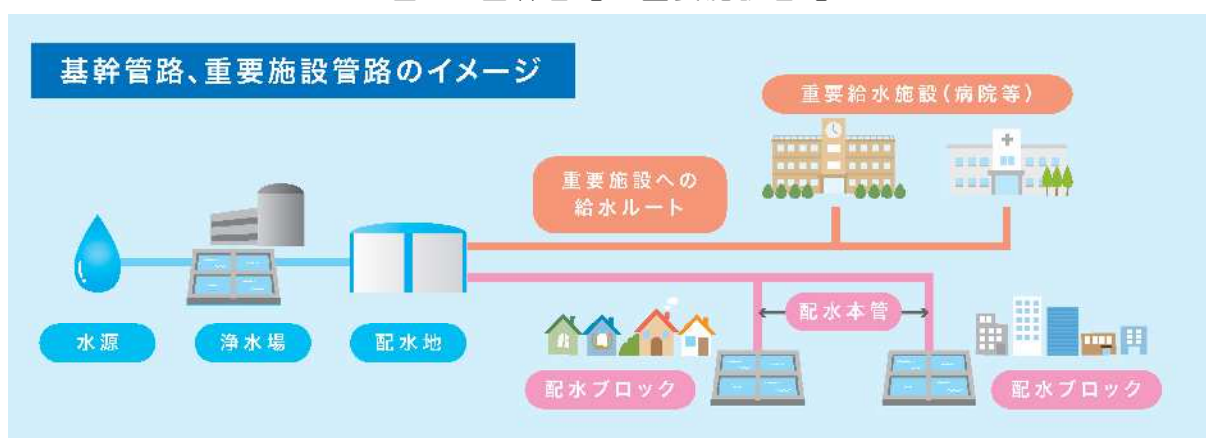 基幹管路、重要施設管路のイメージ
重要給水施設(病院等)
重要施設への
給水ルート
水源
浄水場
配水地
配水本管
配水ブロック
配水ブロック